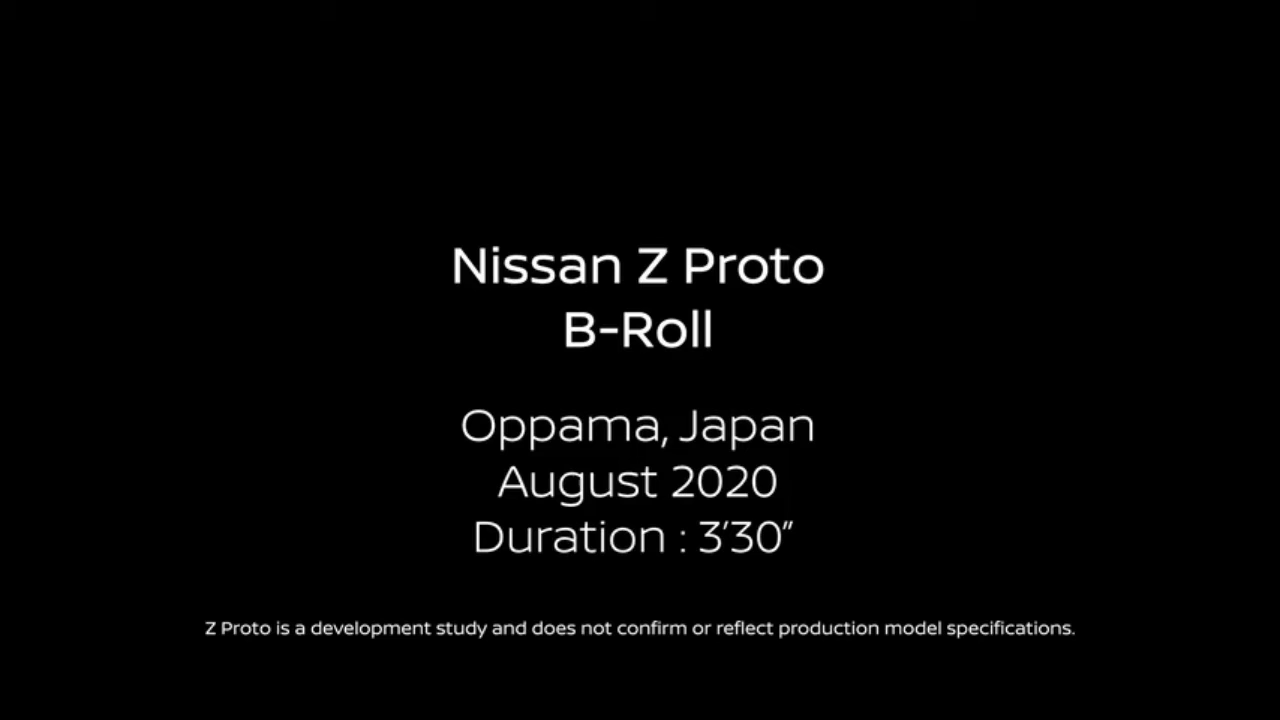 Nissan Z Proto
B-Roll
Oppama, Japan
August 2020
Duration : 3’30”
Z Proto is a development study and does not confirm or reflect production model specifications.